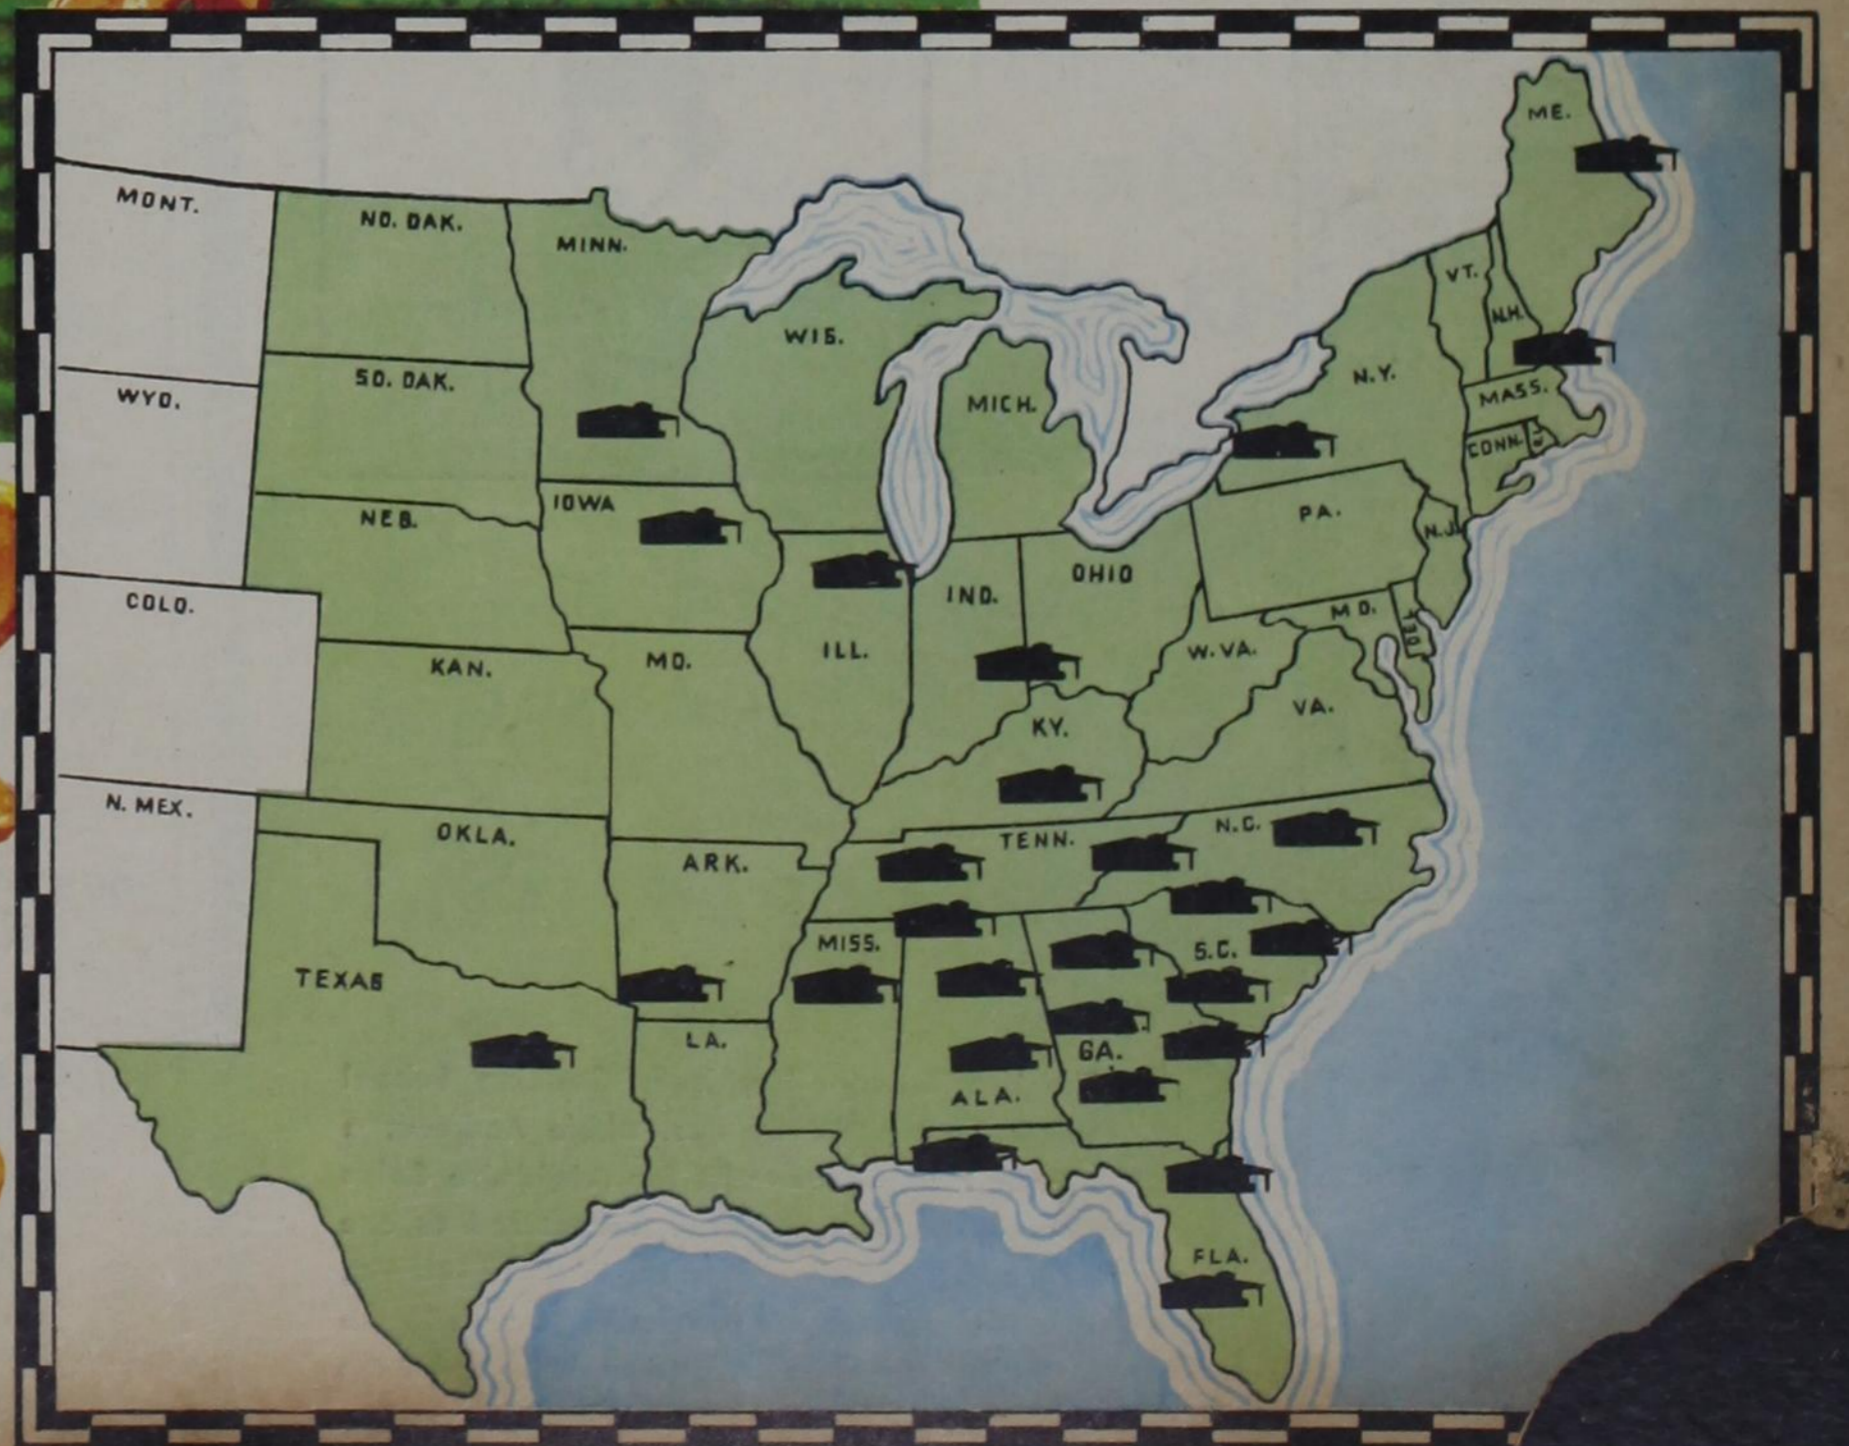 ME.
MONT.
NO. DAK.
MINN.
VT.
N.H.
WIS.
SO. DAK.
WYO.
N.Y.
MICH.
MASS.
CONN.
R.I.
IOWA
NEB.
PA.
N.J.
OHIO
IND.
COLO.
MD.
DEL.
KAN.
MO.
ILL.
W.VA.
VA.
KY.
N. MEX.
OKLA.
ARK.
TENN.
N.C.
MISS.
S.C.
TEXAS
LA.
GA.
ALA.
FLA.